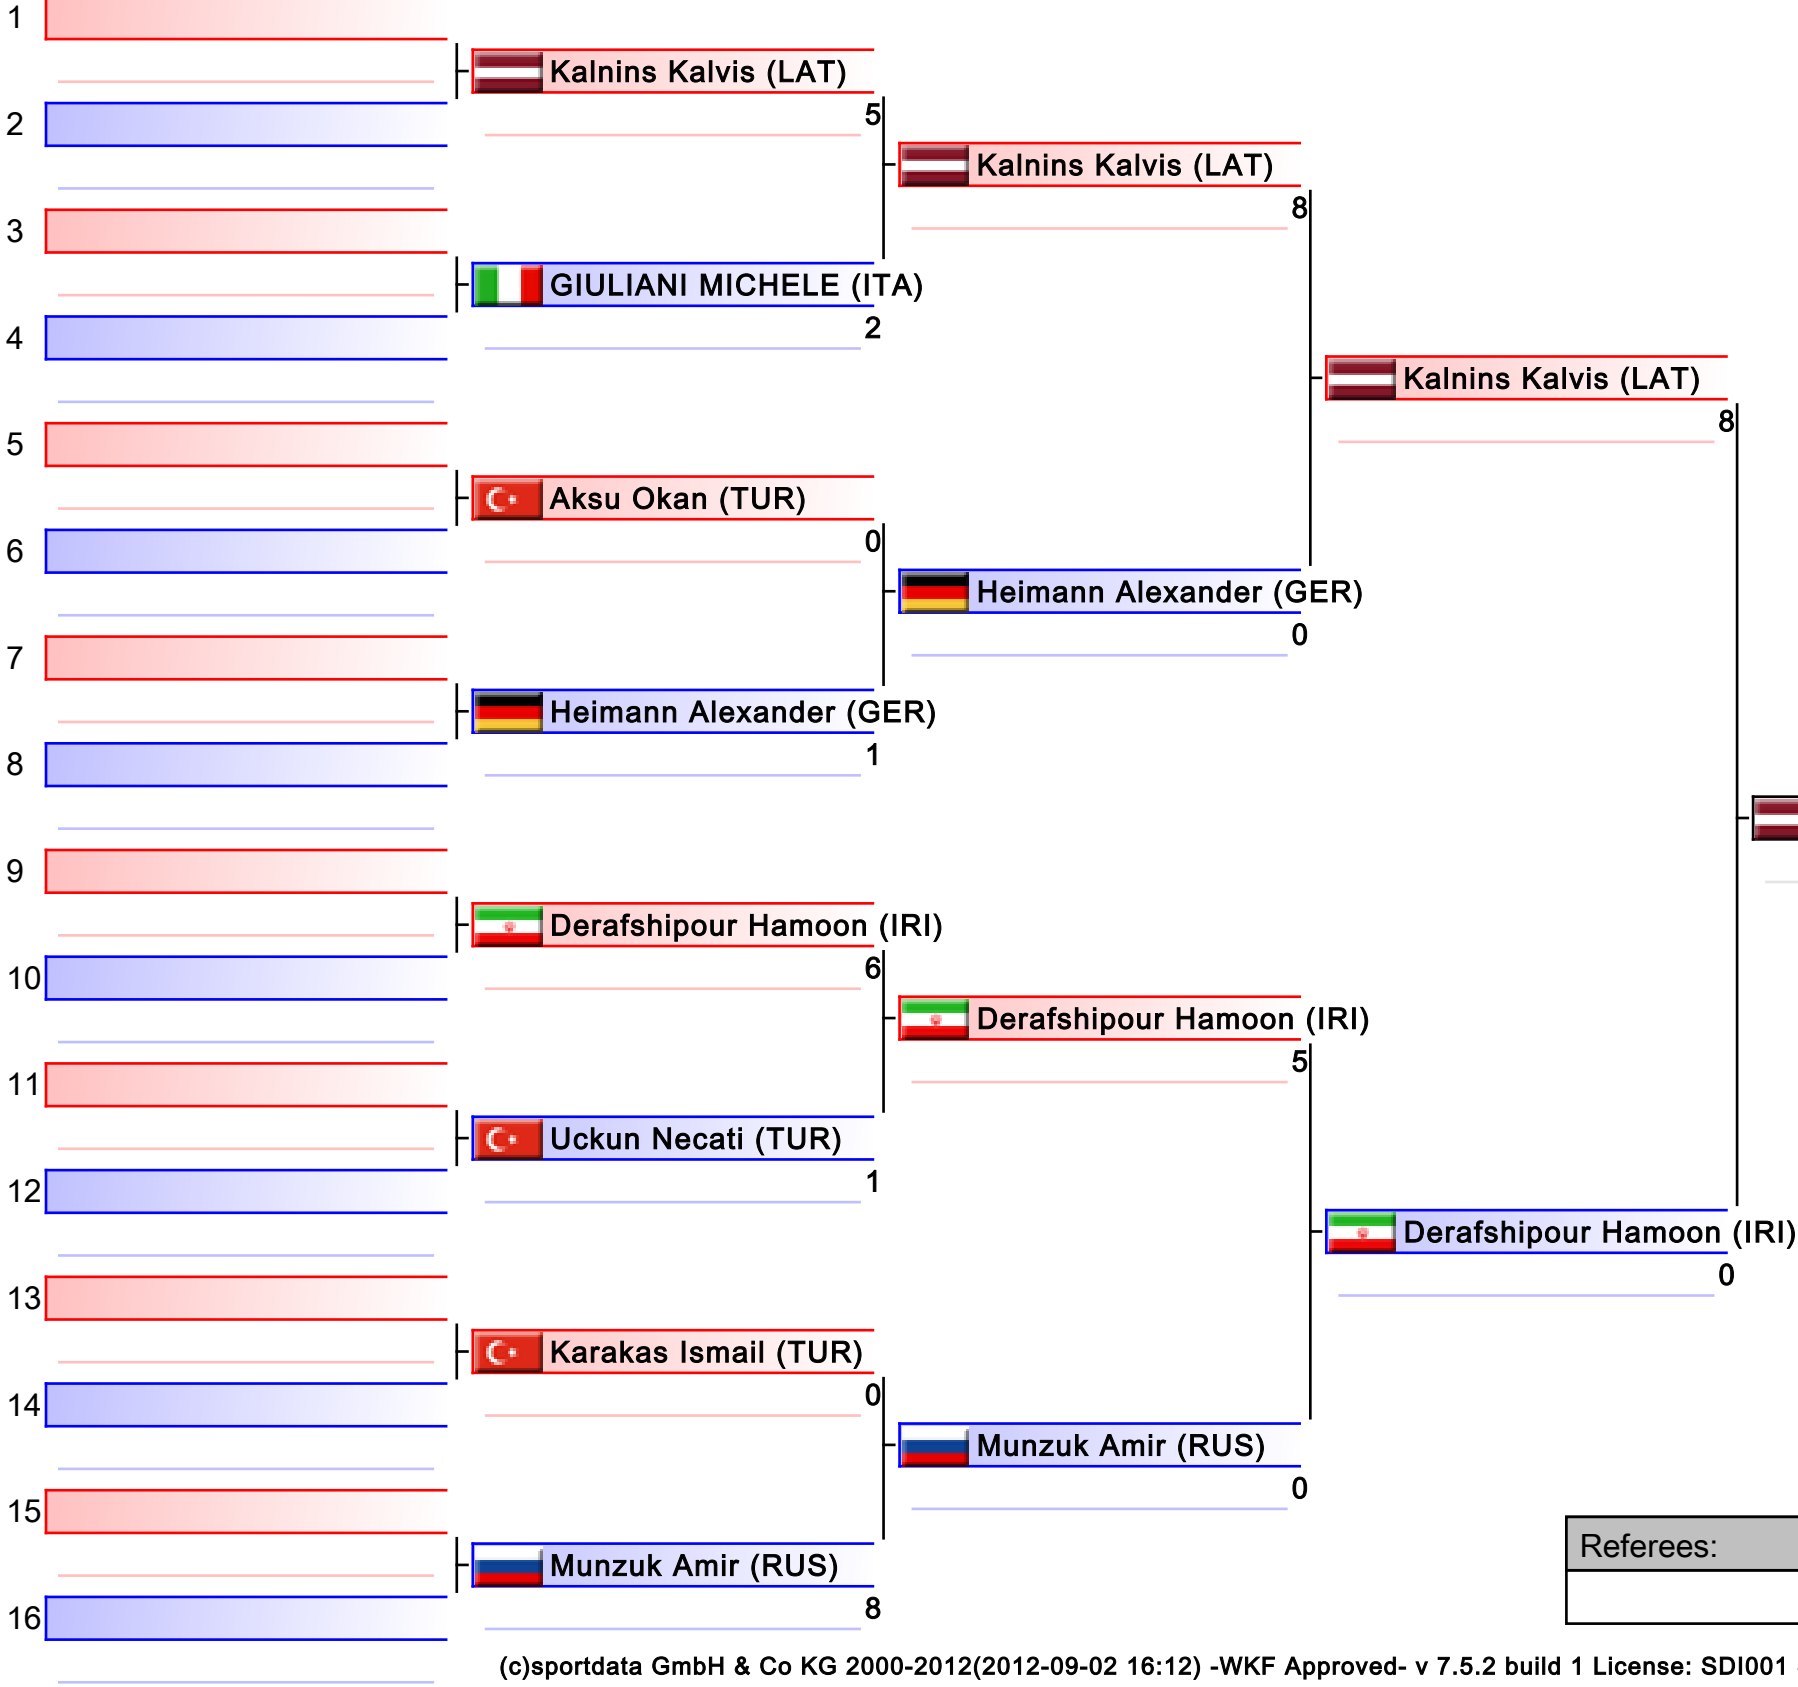 1
Kalnins Kalvis (LAT)
5
2
Kalnins Kalvis (LAT)
8
3
GIULIANI MICHELE (ITA)
2
4
Kalnins Kalvis (LAT)
8
5
Aksu Okan (TUR)
0
6
Heimann Alexander (GER)
0
7
Heimann Alexander (GER)
1
8
9
Derafshipour Hamoon (IRI)
6
10
Derafshipour Hamoon (IRI)
5
11
Uckun Necati (TUR)
1
12
Derafshipour Hamoon (IRI)
0
13
Karakas Ismail (TUR)
0
14
Munzuk Amir (RUS)
0
15
Munzuk Amir (RUS)
8
16
Referees:
(c)sportdata GmbH & Co KG 2000-2012(2012-09-02 16:12) -WKF Approved- v 7.5.2 build 1 License: SDI001